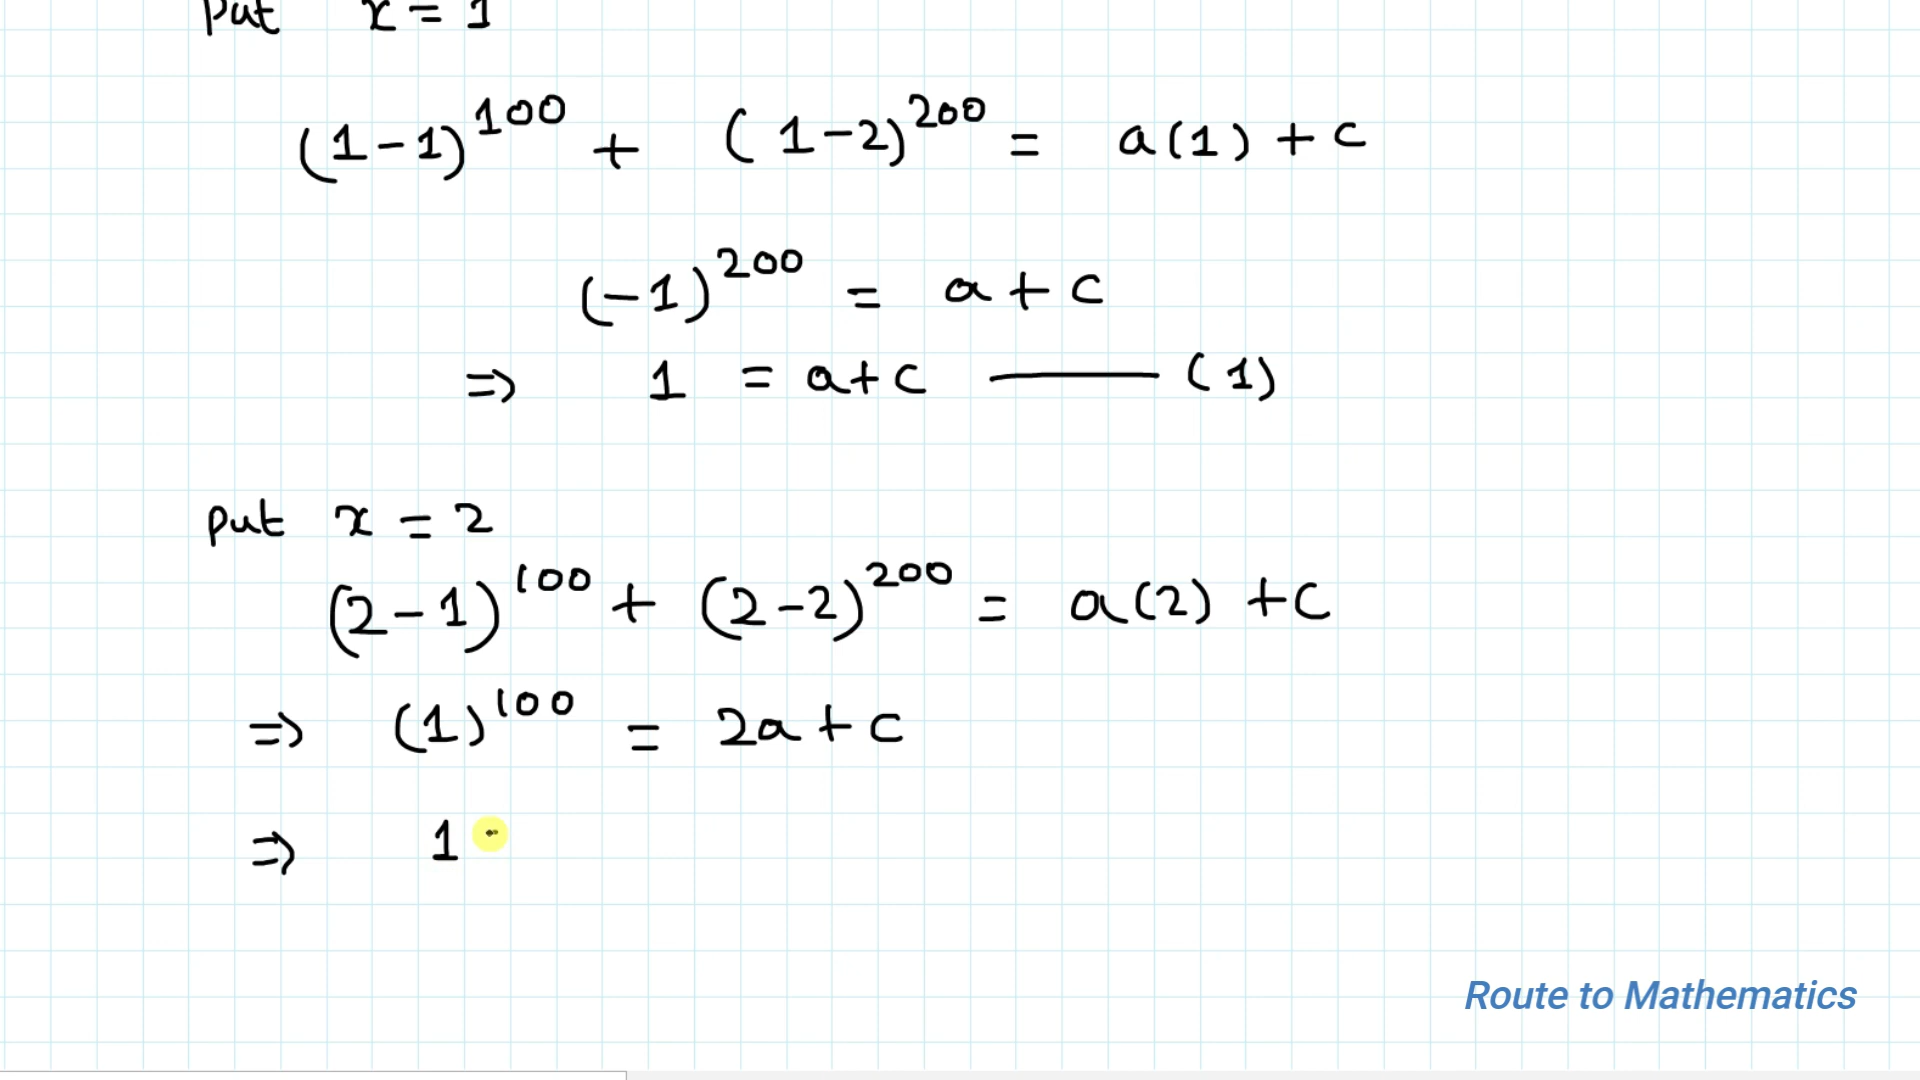 put x = 1
(1-1)^100 + (1-2)^200 = a(1) + c
(-1)^200 = a + c
⇒ 1 = a+c —— (1)
put x = 2
(2-1)^100 + (2-2)^200 = a(2) + c
⇒ (1)^100 = 2a + c
⇒ 1
Route to Mathematics